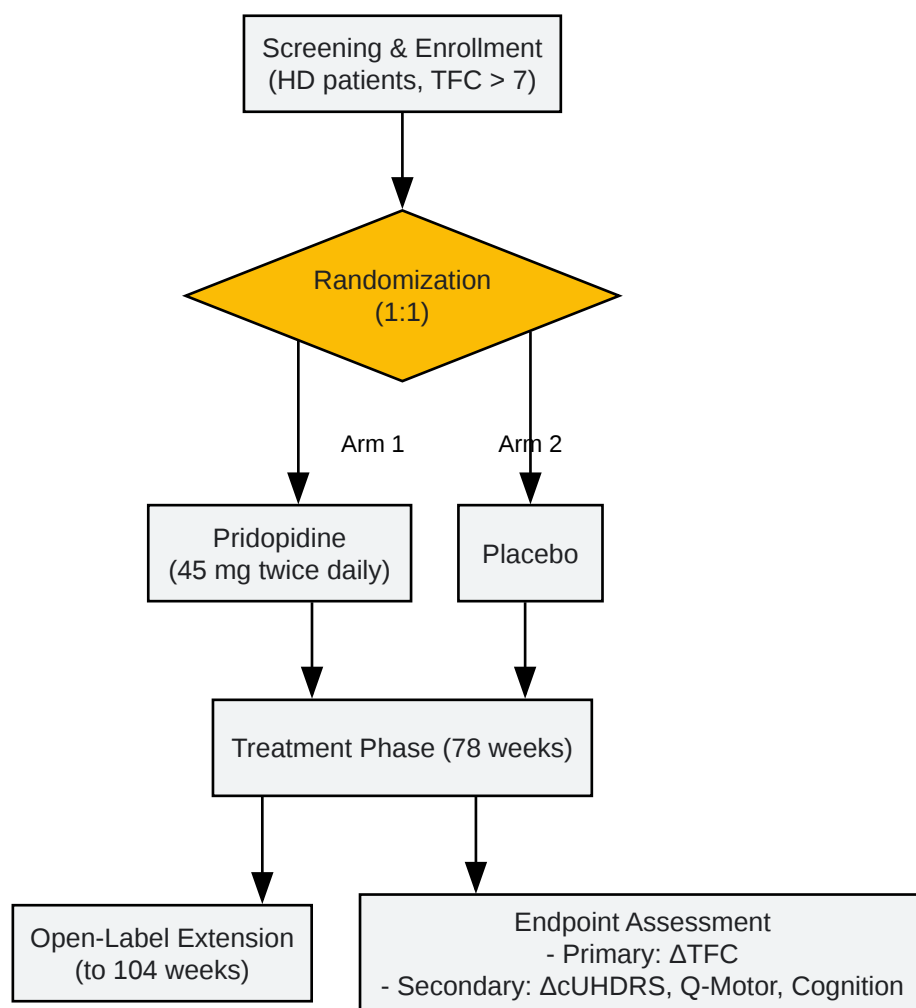 Screening & Enrollment
(HD patients, TFC > 7)
Randomization
(1:1)
Arm 1
Arm 2
Pridopidine
(45 mg twice daily)
Placebo
Treatment Phase (78 weeks)
Open-Label Extension
(to 104 weeks)
Endpoint Assessment
- Primary: ΔTFC
- Secondary: ΔcUHDRS, Q-Motor, Cognition